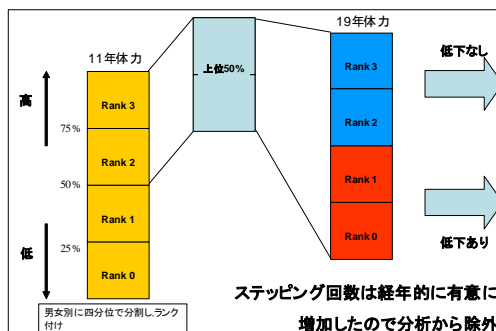 11年体力
19年体力
上位50%
低下なし
高
Rank 3
Rank 3
75%
Rank 2
Rank 2
50%
Rank 1
Rank 1
低下あり
低
25%
Rank 0
Rank 0
ステッピング回数は経年的に有意に
増加したので分析から除外
男女別に四分位で分割し、ランク
付け